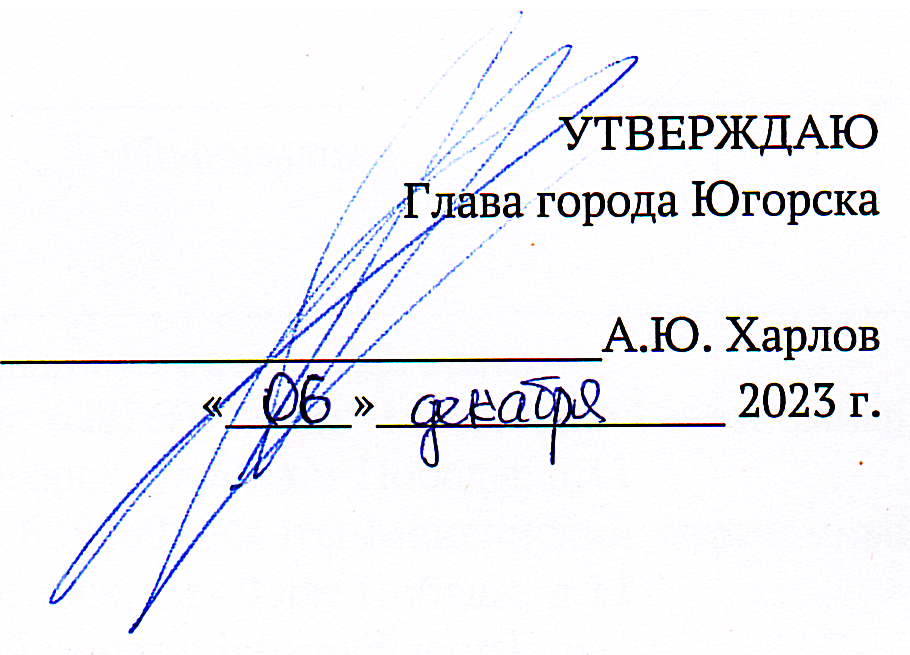 УТВЕРЖДАЮ
Глава города Югорска
А.Ю. Харлов
« 06 » декабря 2023 г.